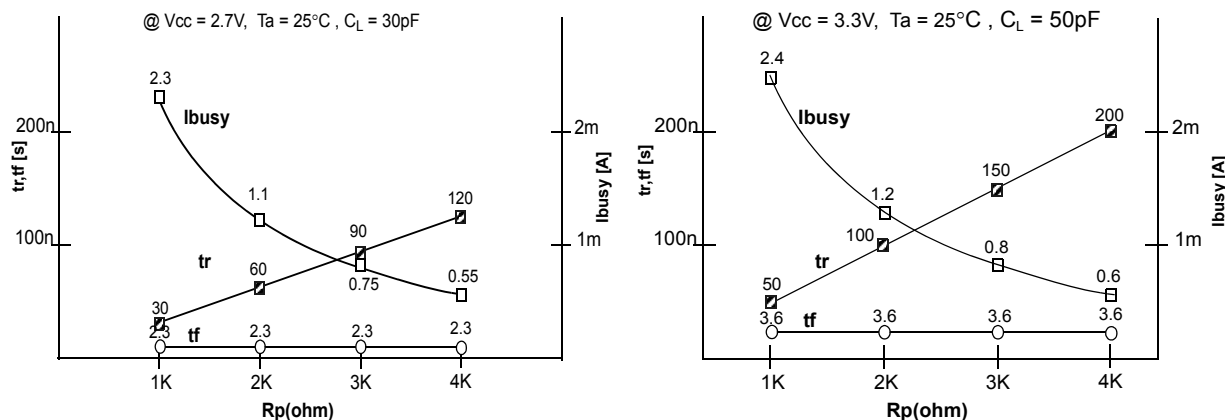 @ Vcc = 2.7V, Ta = 25°C , CL = 30pF
2.3
Ibusy
200n
2m
tr,tf [s]
Ibusy [A]
1.1
120
100n
1m
90
tr
60
0.75
0.55
30
tf
2.3
2.3
2.3
2.3
1K
2K
3K
4K
Rp(ohm)
@ Vcc = 3.3V, Ta = 25°C , CL = 50pF
2.4
Ibusy
200
200n
2m
tr,tf [s]
Ibusy [A]
150
1.2
100
100n
1m
tr
0.8
0.6
50
tf
3.6
3.6
3.6
3.6
1K
2K
3K
4K
Rp(ohm)